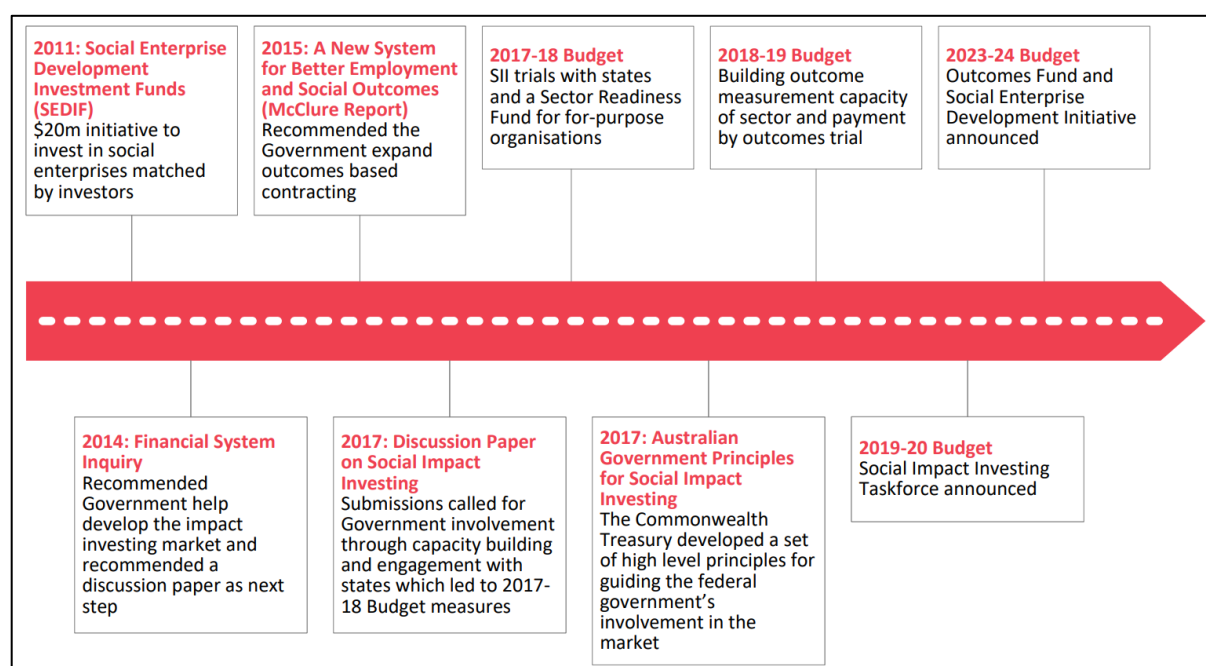 2011: Social Enterprise
Development
Investment Funds
(SEDIF)
$20m initiative to
invest in social
enterprises matched
by investors
2015: A New System
for Better Employment
and Social Outcomes
(McClure Report)
Recommended the
Government expand
outcomes based
contracting
2017-18 Budget
SII trials with states
and a Sector Readiness
Fund for for-purpose
organisations
2018-19 Budget
Building outcome
measurement capacity
of sector and payment
by outcomes trial
2023-24 Budget
Outcomes Fund and
Social Enterprise
Development Initiative
announced
2014: Financial System
Inquiry
Recommended
Government help
develop the impact
investing market and
recommended a
discussion paper as next
step
2017: Discussion Paper
on Social Impact
Investing
Submissions called for
Government involvement
through capacity building
and engagement with
states which led to 2017-
18 Budget measures
2017: Australian
Government Principles
for Social Impact
Investing
The Commonwealth
Treasury developed a set
of high level principles for
guiding the federal
government’s
involvement in the
market
2019-20 Budget
Social Impact Investing
Taskforce announced